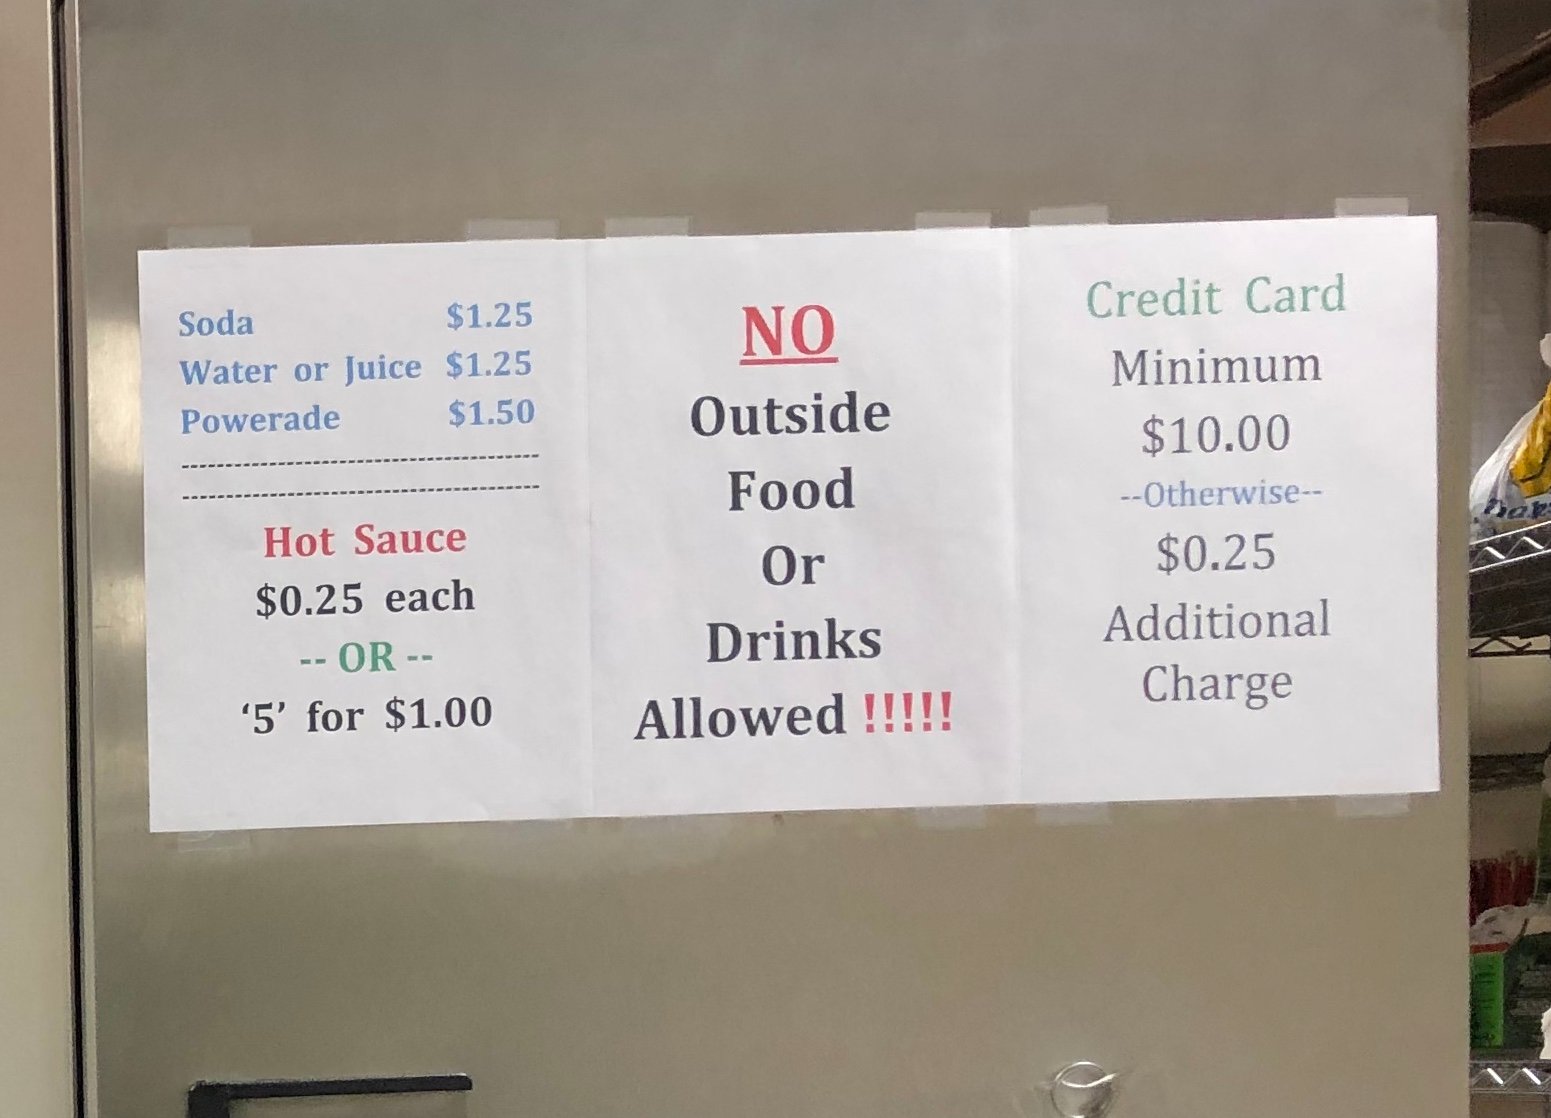 Soda $1.25
Water or Juice $1.25
Powerade $1.50
----------------------------------------
----------------------------------------
Hot Sauce
$0.25 each
-- OR --
‘5’ for $1.00
NO
Outside
Food
Or
Drinks
Allowed !!!!!
Credit Card
Minimum
$10.00
--Otherwise--
$0.25
Additional
Charge